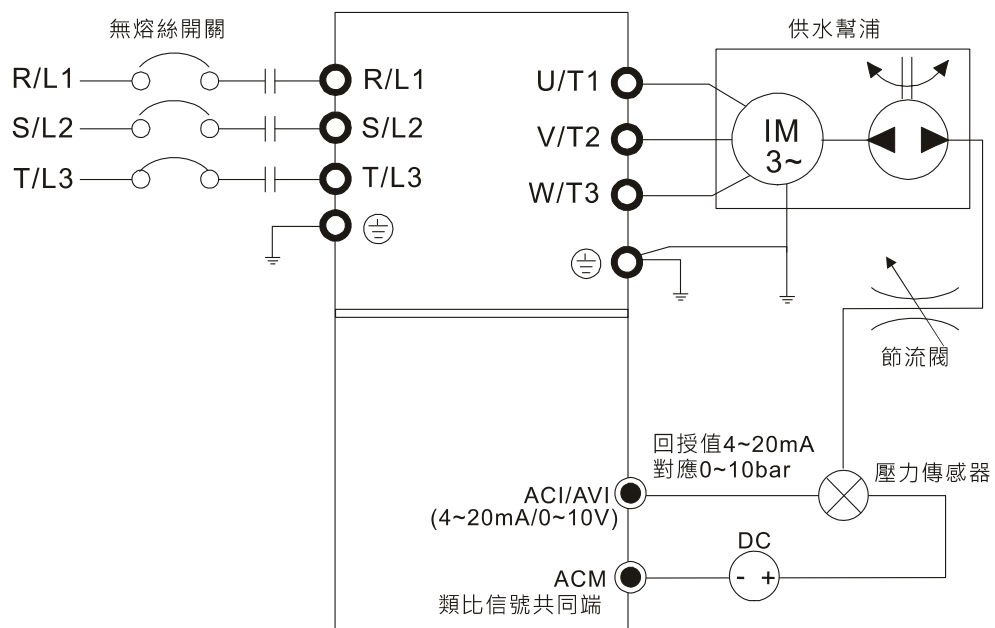 無熔絲開關
供水幫浦
R/L1
R/L1
U/T1
S/L2
S/L2
V/T2
IM
3~
T/L3
T/L3
W/T3
節流閥
回授值4~20mA
對應0~10bar
壓力傳感器
ACI/AVI
(4~20mA/0~10V)
DC
- +
ACM
類比信號共同端